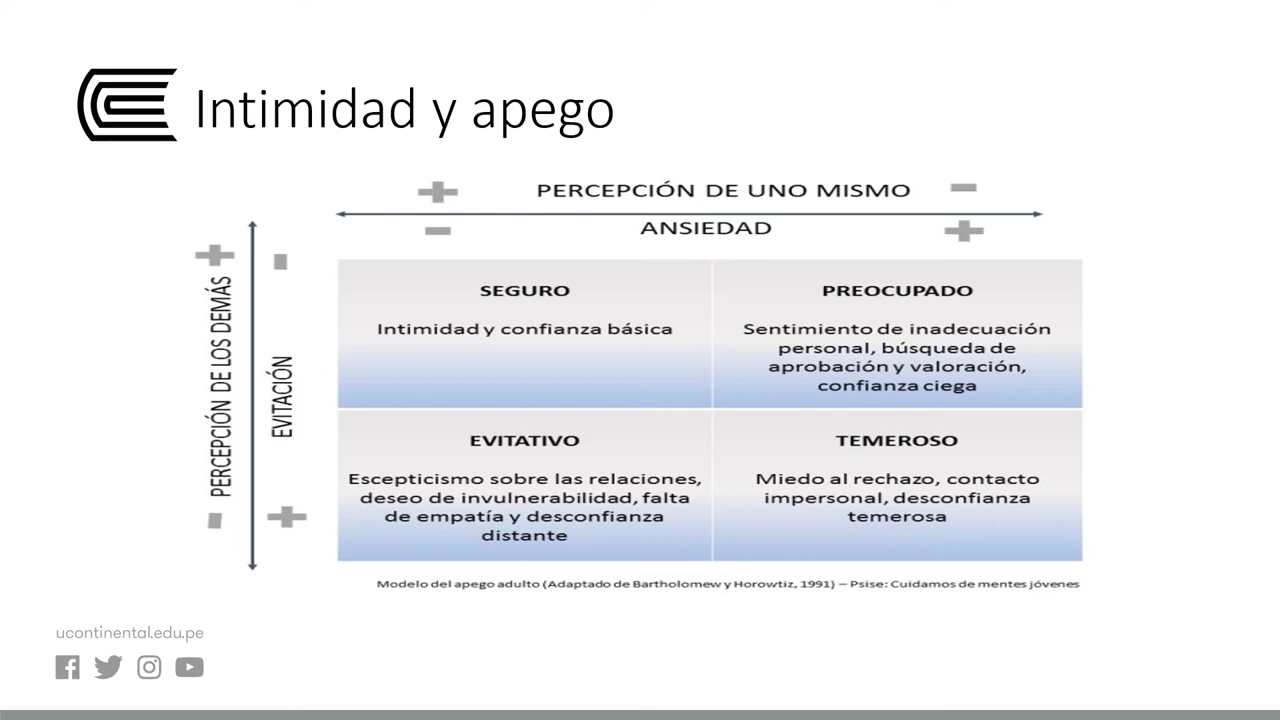 Intimidad y apego
PERCEPCIÓN DE UNO MISMO
ANSIEDAD
PERCEPCIÓN DE LOS DEMÁS
EVITACIÓN
SEGURO
Intimidad y confianza básica
PREOCUPADO
Sentimiento de inadecuación
personal, búsqueda de
aprobación y valoración,
confianza ciega
EVITATIVO
Escepticismo sobre las relaciones,
deseo de invulnerabilidad, falta
de empatía y desconfianza
distante
TEMEROSO
Miedo al rechazo, contacto
impersonal, desconfianza
temerosa
Modelo del apego adulto (Adaptado de Bartholomew y Horowtiz, 1991) – Psise: Cuidamos de mentes jóvenes
ucontinental.edu.pe